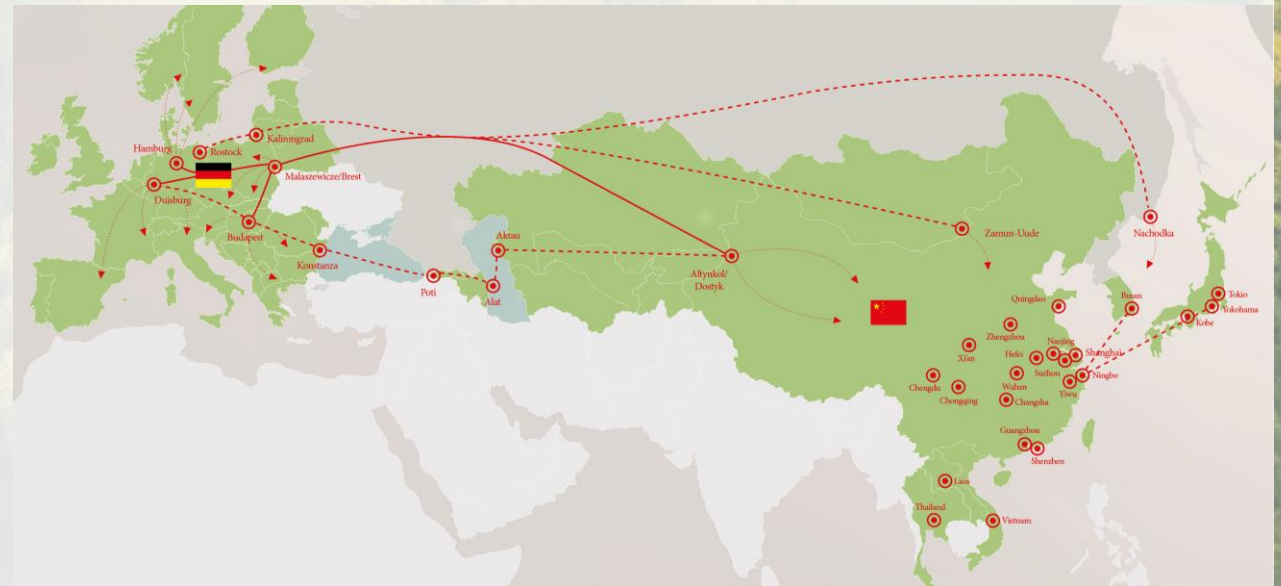 Kaliningrad
Hamburg
Rostock
Malaszewicze/Brest
Duisburg
Budapest
Konstanza
Aktau
Poti
Alat
Altynkol/
Dostyk
Zamun-Uude
Nachodka
Quingdao
Busan
Tokio
Yokohama
Kobe
Zhengzhou
Xi'an
Hefei
Nanjing
Shanghai
Suzhou
Ningbo
Chengdu
Wuhan
Yiwu
Chongqing
Changsha
Guangzhou
Shenzhen
Laos
Thailand
Vietnam